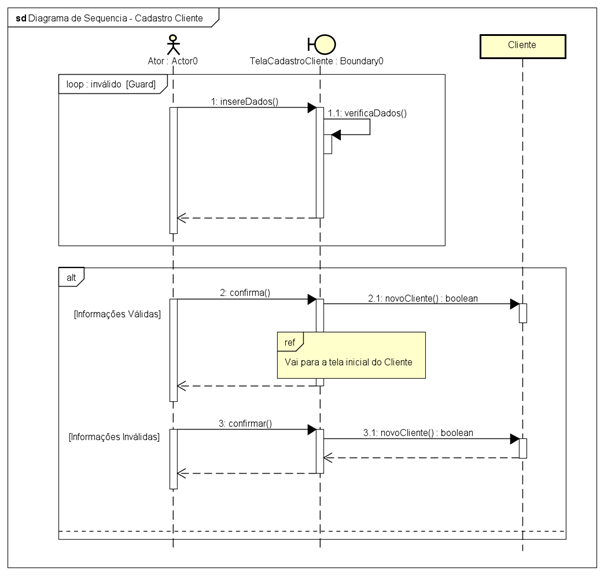 sd Diagrama de Sequencia - Cadastro Cliente
Ator : Actor0
TelaCadastroCliente : Boundary0
Cliente
loop : inválido [Guard]
1: insereDados()
1.1: verificaDados()
alt
[Informações Válidas]
2: confirma()
2.1: novoCliente() : boolean
ref
Vai para a tela inicial do Cliente
[Informações Inválidas]
3: confirmar()
3.1: novoCliente() : boolean